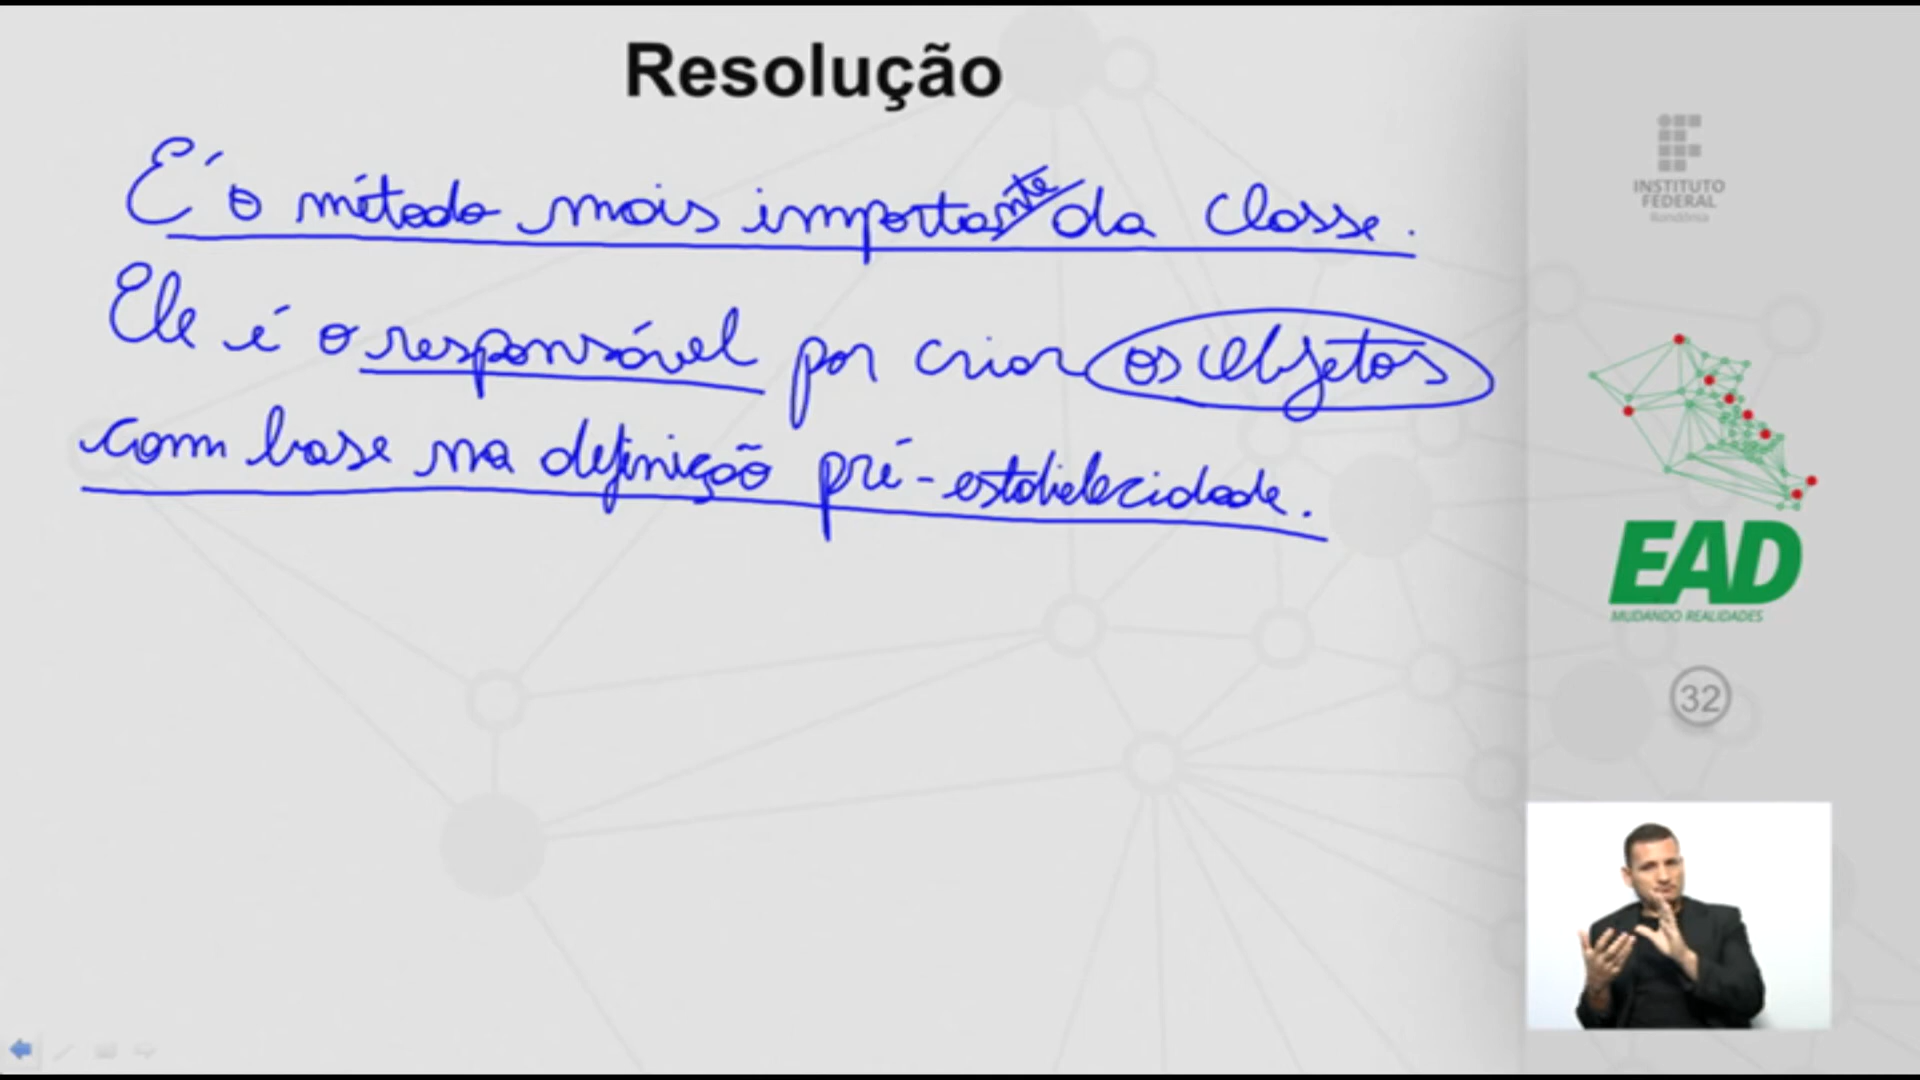 Resolução
É o método mais importante da classe.
Ele é o responsável por criar os objetos
com base na definição pré-estabelecidade.
INSTITUTO
FEDERAL
Rondônia
EAD
MUDANDO REALIDADES
32